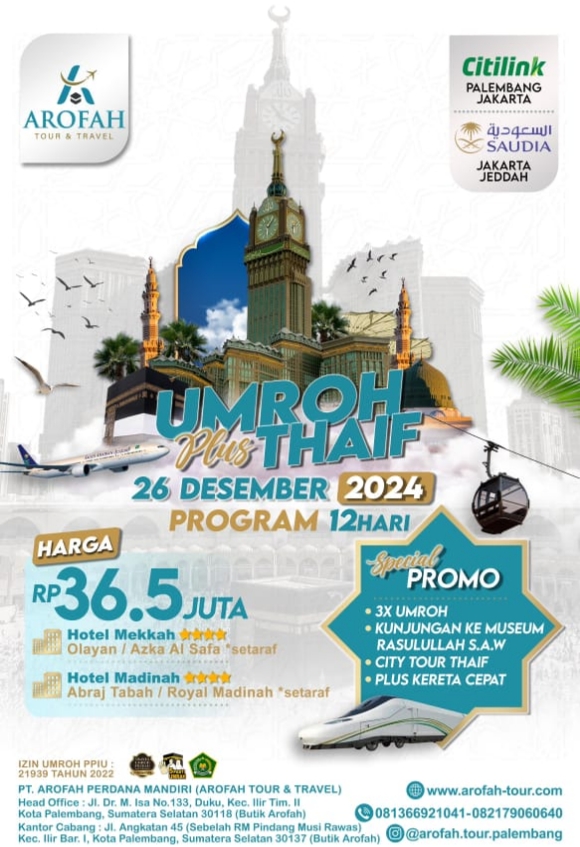 AROFAH
TOUR & TRAVEL
Citilink
PALEMBANG
JAKARTA
السعودية
SAUDIA
JAKARTA
JEDDAH
UMROH
Plus THAIF
26 DESEMBER 2024
PROGRAM 12HARI
HARGA
RP36.5JUTA
Hotel Mekkah
Olayan / Azka Al Safa *setaraf
Hotel Madinah
Abraj Tabah / Royal Madinah *setaraf
Special
PROMO
• 3X UMROH
• KUNJUNGAN KE MUSEUM
RASULULLAH S.A.W
• CITY TOUR THAIF
• PLUS KERETA CEPAT
IZIN UMROH PPIU :
21939 TAHUN 2022
PT. AROFAH PERDANA MANDIRI (AROFAH TOUR & TRAVEL)
Head Office : Jl. Dr. M. Isa No.133, Duku, Kec. Ilir Tim. II
Kota Palembang, Sumatera Selatan 30118 (Butik Arofah)
Kantor Cabang : Jl. Angkatan 45 (Sebelah RM Pindang Musi Rawas)
Kec. Ilir Bar. I, Kota Palembang, Sumatera Selatan 30137 (Butik Arofah)
www.arofah-tour.com
081366921041-082179060640
@arofah.tour.palembang